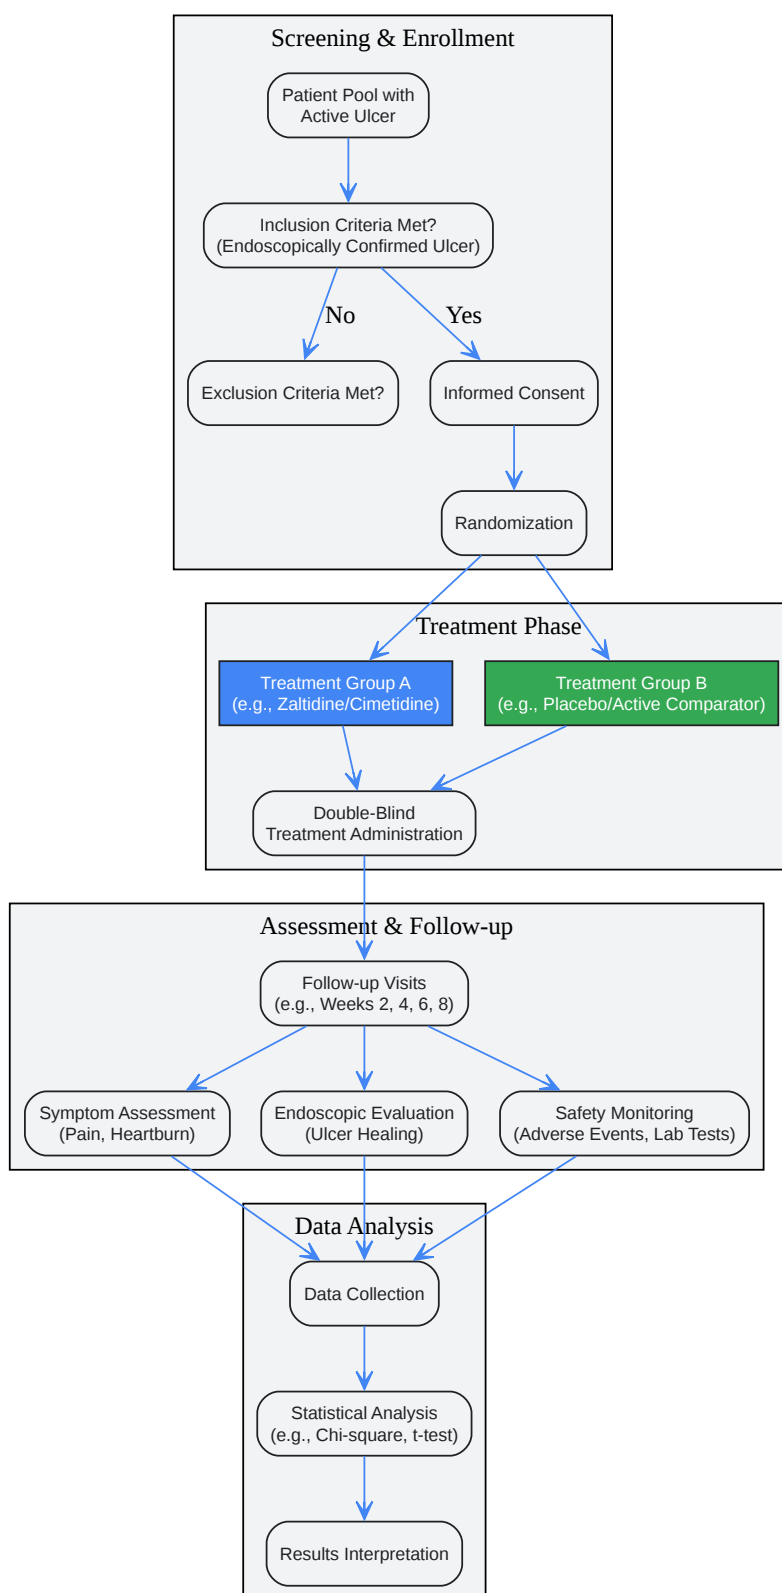 Screening & Enrollment
Patient Pool with
Active Ulcer
Inclusion Criteria Met?
(Endoscopically Confirmed Ulcer)
No
Yes
Exclusion Criteria Met?
Informed Consent
Randomization
Treatment Phase
Treatment Group A
(e.g., Zaltidine/Cimetidine)
Treatment Group B
(e.g., Placebo/Active Comparator)
Double-Blind
Treatment Administration
Assessment & Follow-up
Follow-up Visits
(e.g., Weeks 2, 4, 6, 8)
Symptom Assessment
(Pain, Heartburn)
Endoscopic Evaluation
(Ulcer Healing)
Safety Monitoring
(Adverse Events, Lab Tests)
Data Analysis
Data Collection
Statistical Analysis
(e.g., Chi-square, t-test)
Results Interpretation